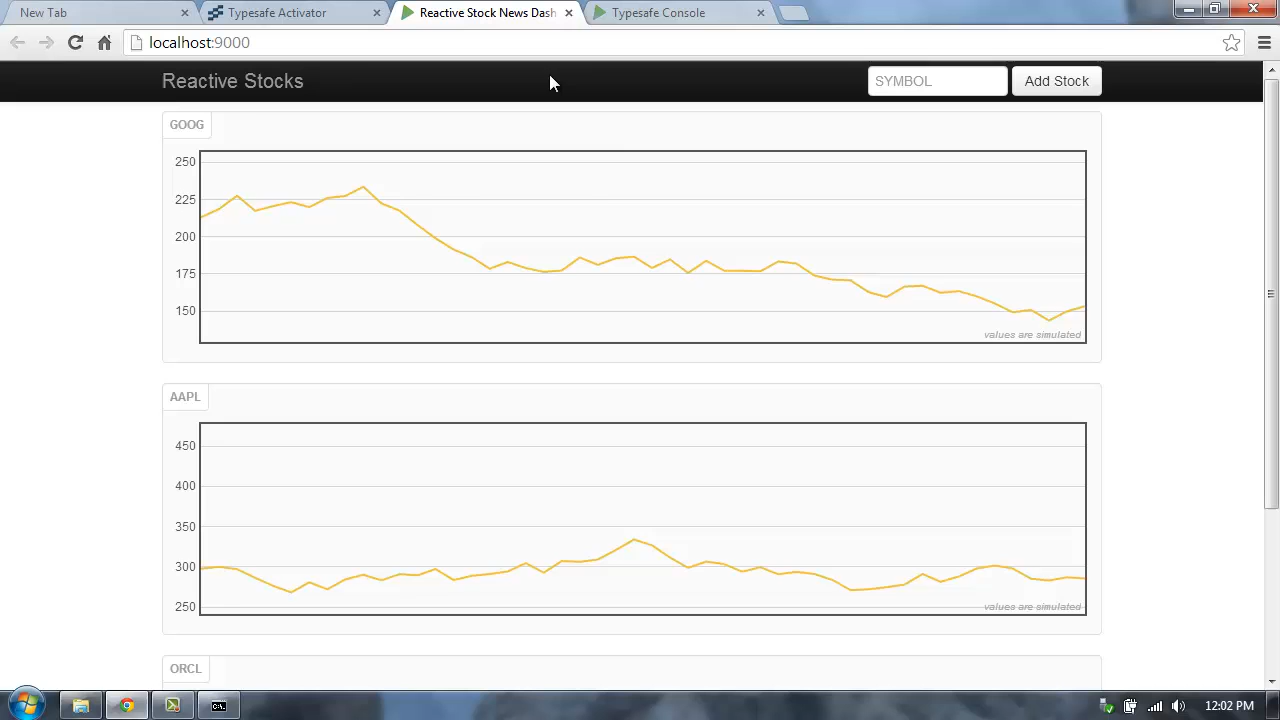 New Tab
Typesafe Activator
Reactive Stock News Dash
Typesafe Console
localhost:9000
Reactive Stocks
SYMBOL
Add Stock
GOOG
250
225
200
175
150
values are simulated
AAPL
450
400
350
300
250
values are simulated
ORCL
12:02 PM